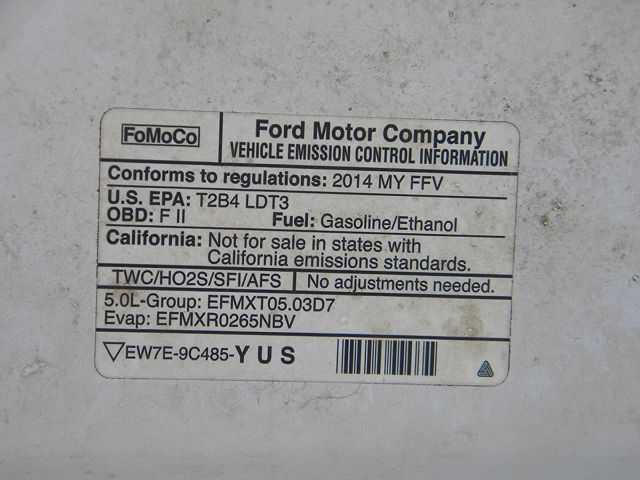 FoMoCo
Ford Motor Company
VEHICLE EMISSION CONTROL INFORMATION
Conforms to regulations: 2014 MY FFV
U.S. EPA: T2B4 LDT3
OBD: F II Fuel: Gasoline/Ethanol
California: Not for sale in states with
California emissions standards.
TWC/HO2S/SFI/AFS No adjustments needed.
5.0L-Group: EFMXT05.03D7
Evap: EFMXR0265NBV
EW7E-9C485-YUS